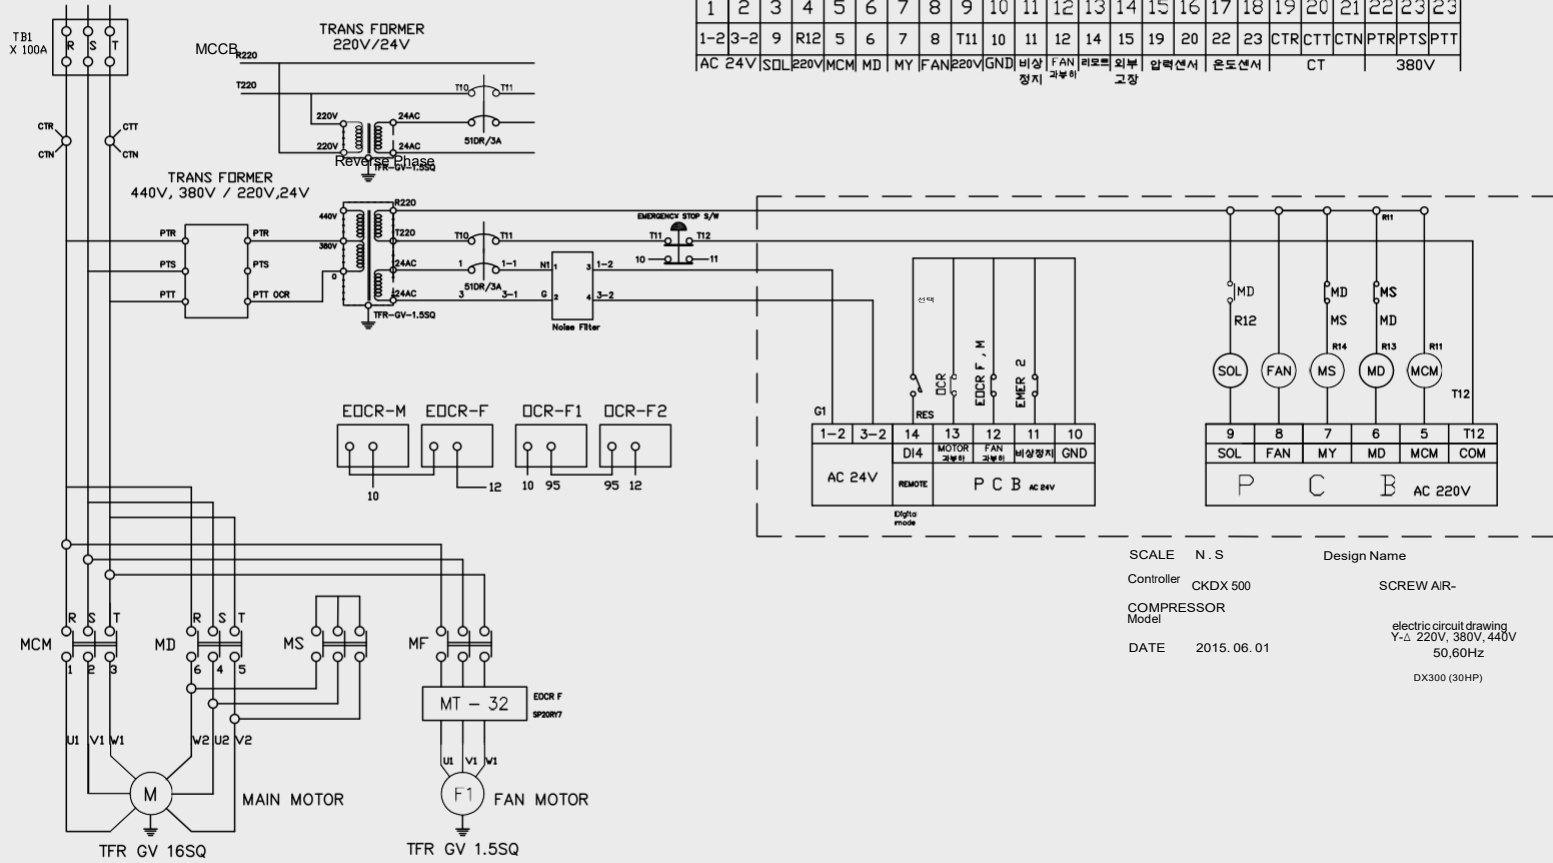 1 2 3 4 5 6 7 8 9 10 11 12 13 14 15 16 17 18 19 20 21 22 23 23
1-2 3-2 9 R12 5 6 7 8 T11 10 11 12 14 15 19 20 22 23 CTR CTT CTN PTR PTS PTT
AC 24V SOL 220V MCM MD MY FAN 220V GND 비상 FAN 리모트 외부 압력센서 온도센서 CT 380V
정지 과부하 고장
TB1
X 100A
R S T
MCCB
TRANS FORMER
220V/24V
R220
T220
T10 T11
220V 24AC
220V 24AC
51DR/3A
Reverse Phase
TFR-GV-1.5SQ
CTR CTT
CTN CTN
TRANS FORMER
440V, 380V / 220V,24V
PTR PTR
PTS PTS
PTT PTT OCR
440V R220
380V T220
0 24AC
24AC
TFR-GV-1.5SQ
T10 T11
1 1-1
51DR/3A
3 3-1
N1 1 3 1-2
G 2 4 3-2
Noise Filter
EMERGENCY STOP S/W
T11 T12
10 11
선택
RES
OCR
EOCR F, M
EMER 2
G1
1-2 3-2 14 13 12 11 10
DI4 MOTOR 과부하 FAN 과부하 비상정지 GND
AC 24V REMOTE P C B AC 24V
Digital
mode
R11
MD MD MS
R12 MS MD
R14 R13 R11
SOL FAN MS MD MCM
T12
9 8 7 6 5 T12
SOL FAN MY MD MCM COM
P C B AC 220V
EOCR-M EOCR-F OCR-F1 OCR-F2
10 12 10 95 95 12
SCALE N . S Design Name
Controller CKDX 500 SCREW AIR-
COMPRESSOR
Model
DATE 2015. 06. 01
electric circuit drawing
Y-Δ 220V, 380V, 440V
50,60Hz
DX300 (30HP)
R S T R S T
MCM MD MS MF
1 2 3 6 4 5
MT - 32
EOCR F
SP20RY7
U1 V1 W1 W2 U2 V2
U1 V1 W1
M MAIN MOTOR
F1 FAN MOTOR
TFR GV 16SQ
TFR GV 1.5SQ